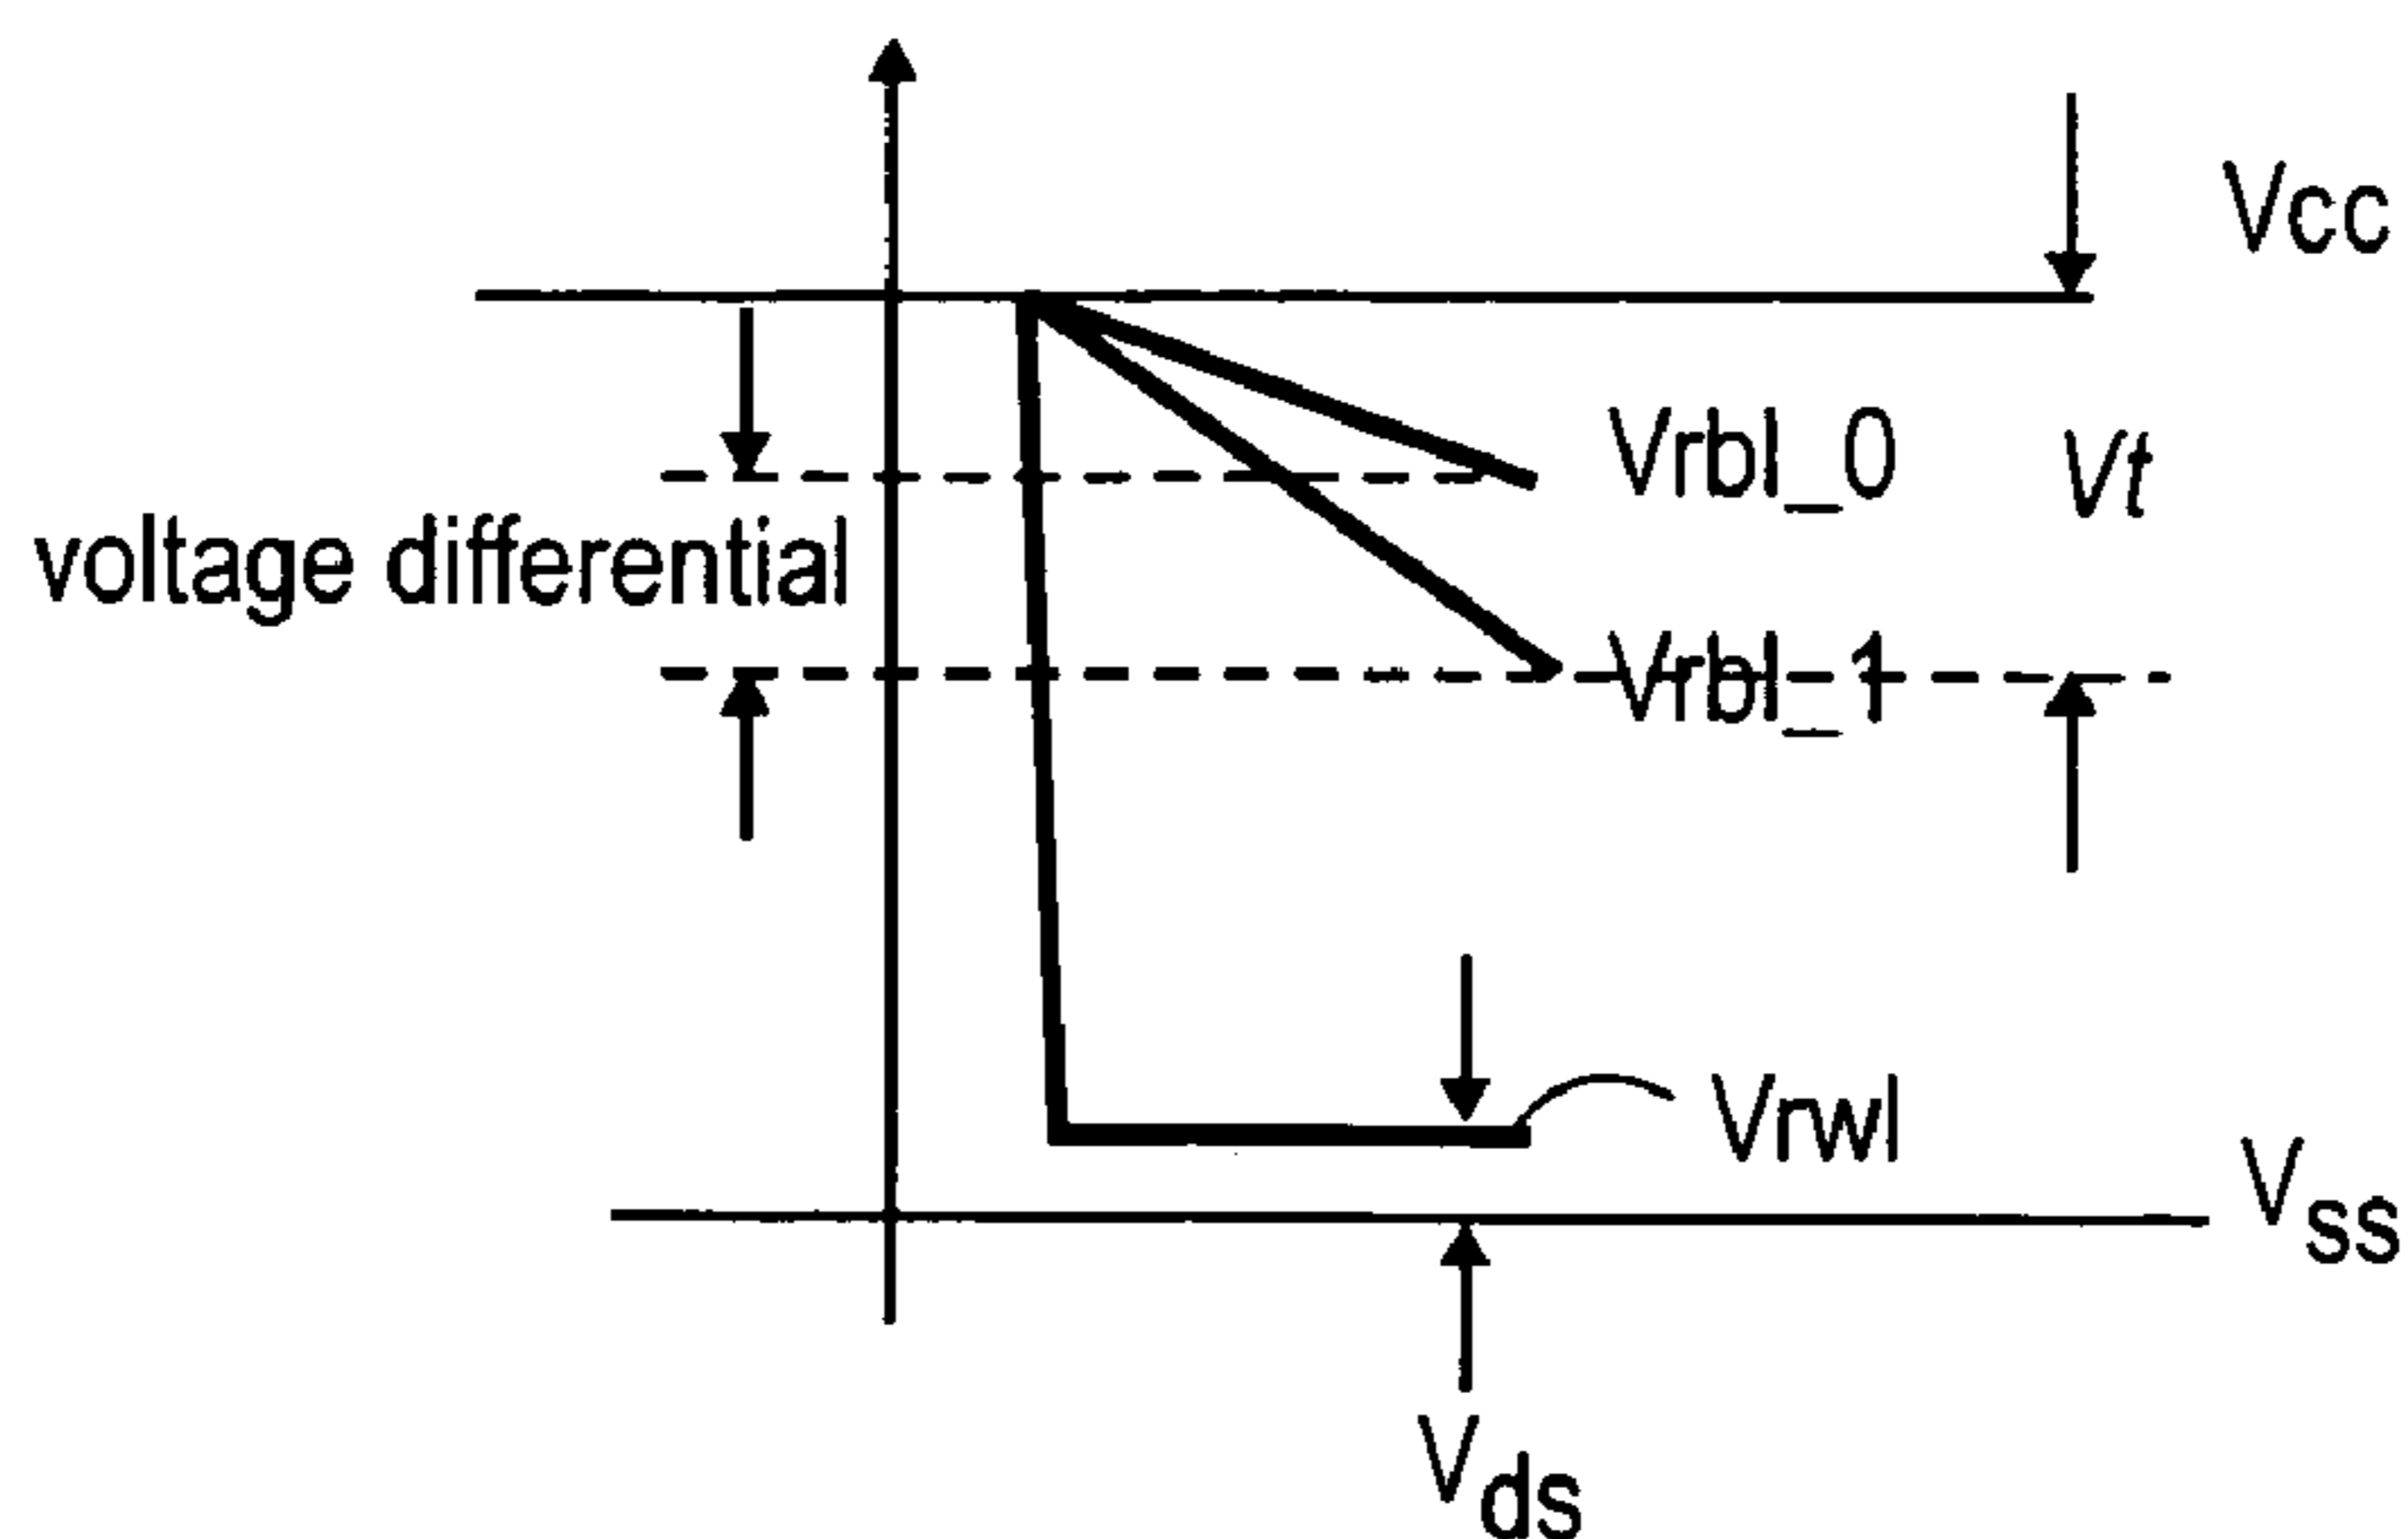 Vcc
Vrbl_0
Vt
voltage differential
Vrbl_1
Vrwl
Vss
Vds